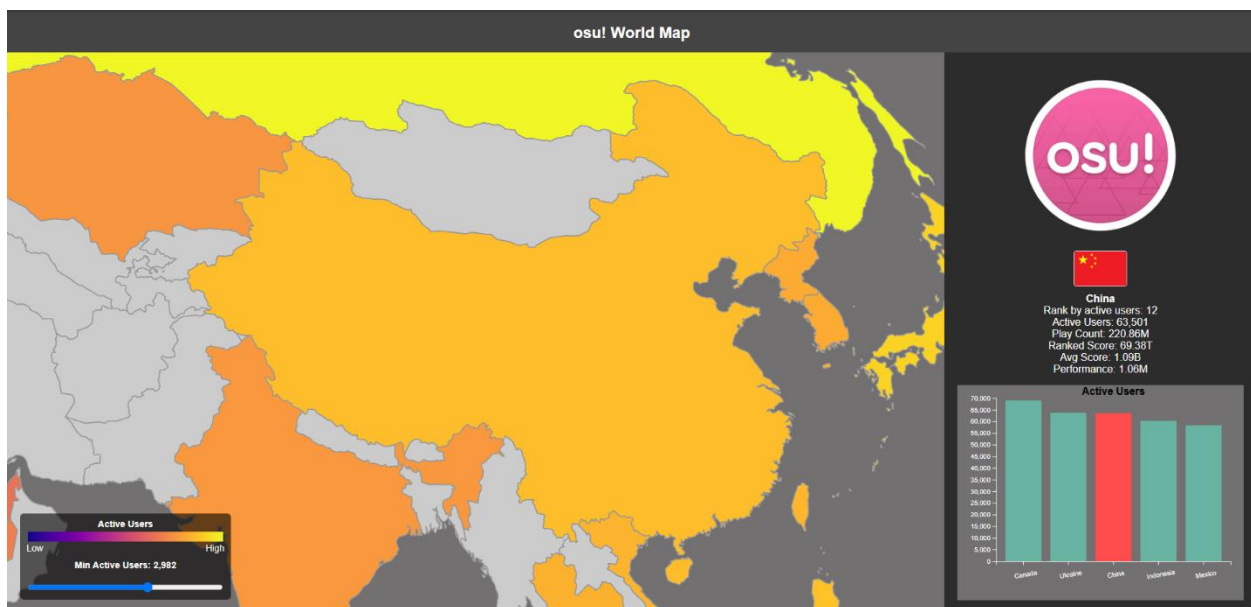 osu! World Map
osu!
China
Rank by active users: 12
Active Users: 63,501
Play Count: 220.86M
Ranked Score: 69.38T
Avg Score: 1.09B
Performance: 1.06M
Active Users
70,000
65,000
60,000
55,000
50,000
45,000
40,000
35,000
30,000
25,000
20,000
15,000
10,000
5,000
0
Canada Ukraine China Indonesia Mexico
Active Users
Low High
Min Active Users: 2,982